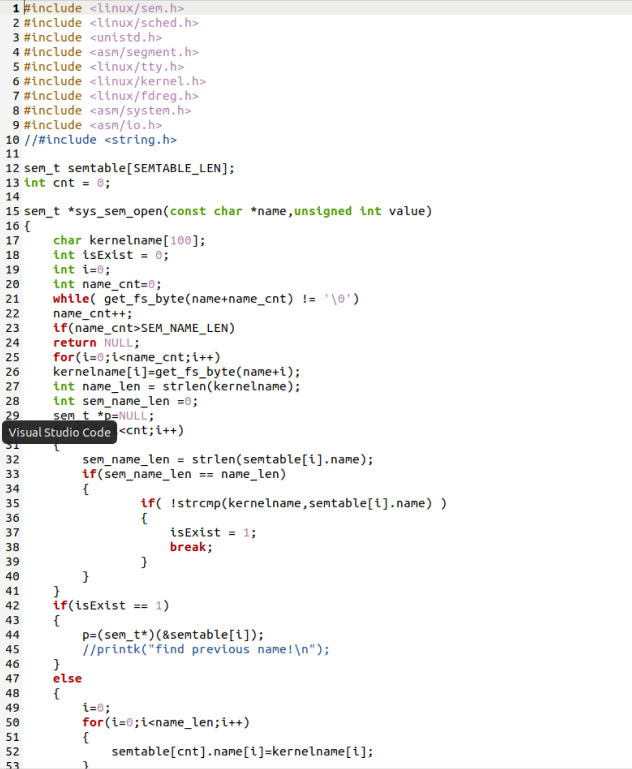 1 #include <linux/sem.h>
2 #include <linux/sched.h>
3 #include <unistd.h>
4 #include <asm/segment.h>
5 #include <linux/tty.h>
6 #include <linux/kernel.h>
7 #include <linux/fdreg.h>
8 #include <asm/system.h>
9 #include <asm/io.h>
10 //#include <string.h>
11
12 sem_t semtable[SEMTABLE_LEN];
13 int cnt = 0;
14
15 sem_t *sys_sem_open(const char *name,unsigned int value)
16 {
17     char kernelname[100];
18     int isExist = 0;
19     int i=0;
20     int name_cnt=0;
21     while( get_fs_byte(name+name_cnt) != '\0')
22     name_cnt++;
23     if(name_cnt>SEM_NAME_LEN)
24     return NULL;
25     for(i=0;i<name_cnt;i++)
26     kernelname[i]=get_fs_byte(name+i);
27     int name_len = strlen(kernelname);
28     int sem_name_len =0;
29     sem_t *p=NULL;
Visual Studio Code <cnt;i++)
31     {
32         sem_name_len = strlen(semtable[i].name);
33         if(sem_name_len == name_len)
34         {
35                 if( !strcmp(kernelname,semtable[i].name) )
36                 {
37                     isExist = 1;
38                     break;
39                 }
40         }
41     }
42     if(isExist == 1)
43     {
44         p=(sem_t*)(&semtable[i]);
45         //printk("find previous name!\n");
46     }
47     else
48     {
49         i=0;
50         for(i=0;i<name_len;i++)
51         {
52             semtable[cnt].name[i]=kernelname[i];
53         }